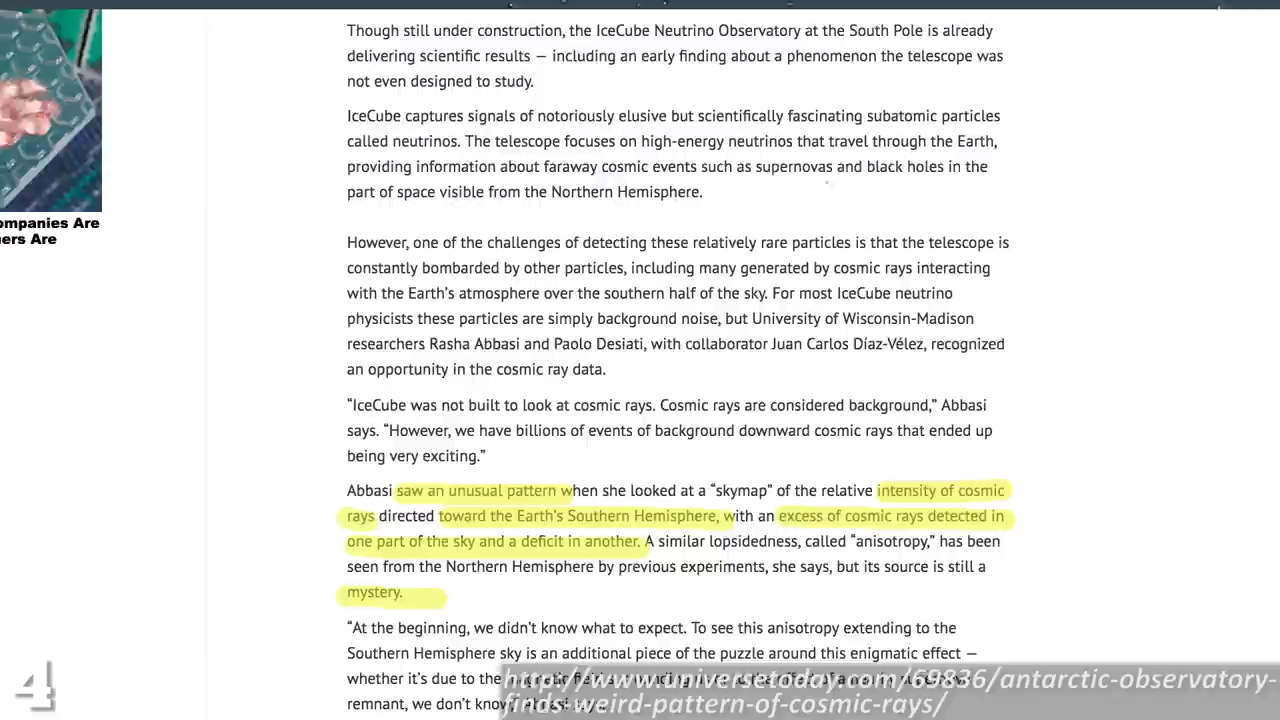 Though still under construction, the IceCube Neutrino Observatory at the South Pole is already
delivering scientific results — including an early finding about a phenomenon the telescope was
not even designed to study.
IceCube captures signals of notoriously elusive but scientifically fascinating subatomic particles
called neutrinos. The telescope focuses on high-energy neutrinos that travel through the Earth,
providing information about faraway cosmic events such as supernovas and black holes in the
part of space visible from the Northern Hemisphere.
ompanies Are
ers Are
However, one of the challenges of detecting these relatively rare particles is that the telescope is
constantly bombarded by other particles, including many generated by cosmic rays interacting
with the Earth’s atmosphere over the southern half of the sky. For most IceCube neutrino
physicists these particles are simply background noise, but University of Wisconsin-Madison
researchers Rasha Abbasi and Paolo Desiati, with collaborator Juan Carlos Díaz-Vélez, recognized
an opportunity in the cosmic ray data.
“IceCube was not built to look at cosmic rays. Cosmic rays are considered background,” Abbasi
says. “However, we have billions of events of background downward cosmic rays that ended up
being very exciting.”
Abbasi saw an unusual pattern when she looked at a “skymap” of the relative intensity of cosmic
rays directed toward the Earth’s Southern Hemisphere, with an excess of cosmic rays detected in
one part of the sky and a deficit in another. A similar lopsidedness, called “anisotropy,” has been
seen from the Northern Hemisphere by previous experiments, she says, but its source is still a
mystery.
“At the beginning, we didn’t know what to expect. To see this anisotropy extending to the
Southern Hemisphere sky is an additional piece of the puzzle around this enigmatic effect —
whether it’s due to the
remnant, we don’t know
4
http://www.universetoday.com/69836/antarctic-observatory-
finds-weird-pattern-of-cosmic-rays/